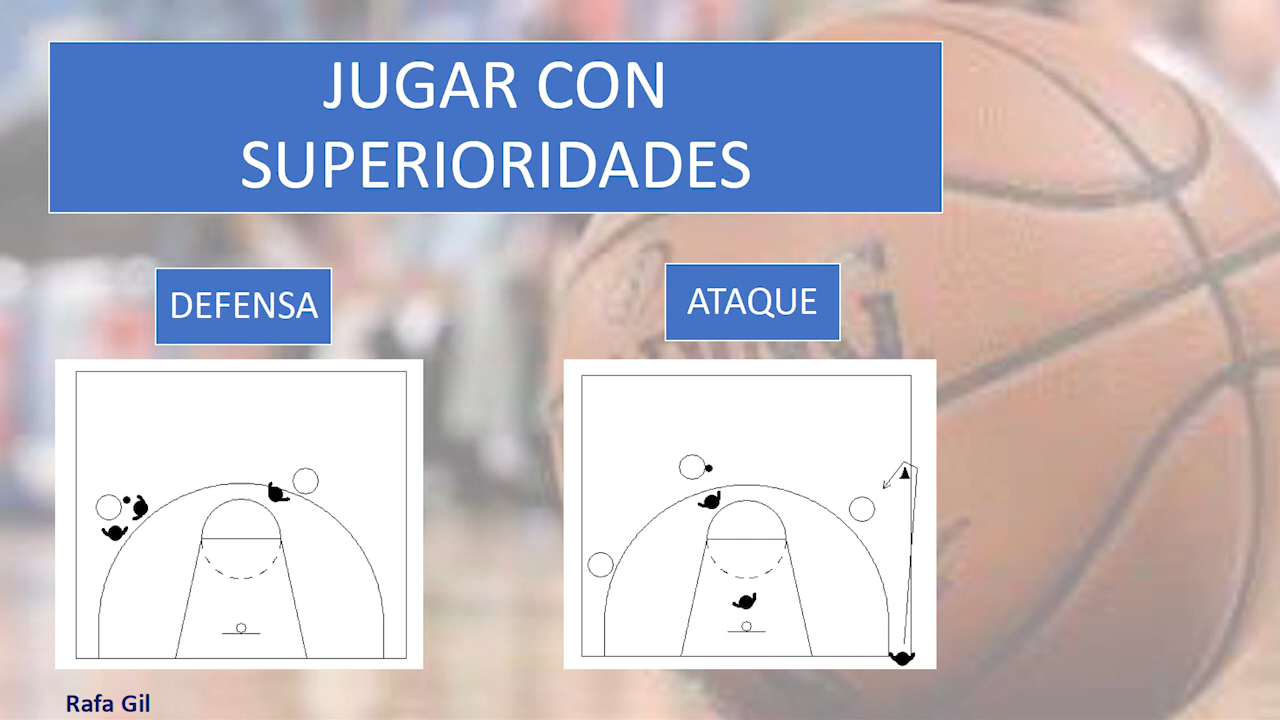 JUGAR CON
SUPERIORIDADES
DEFENSA
ATAQUE
Rafa Gil